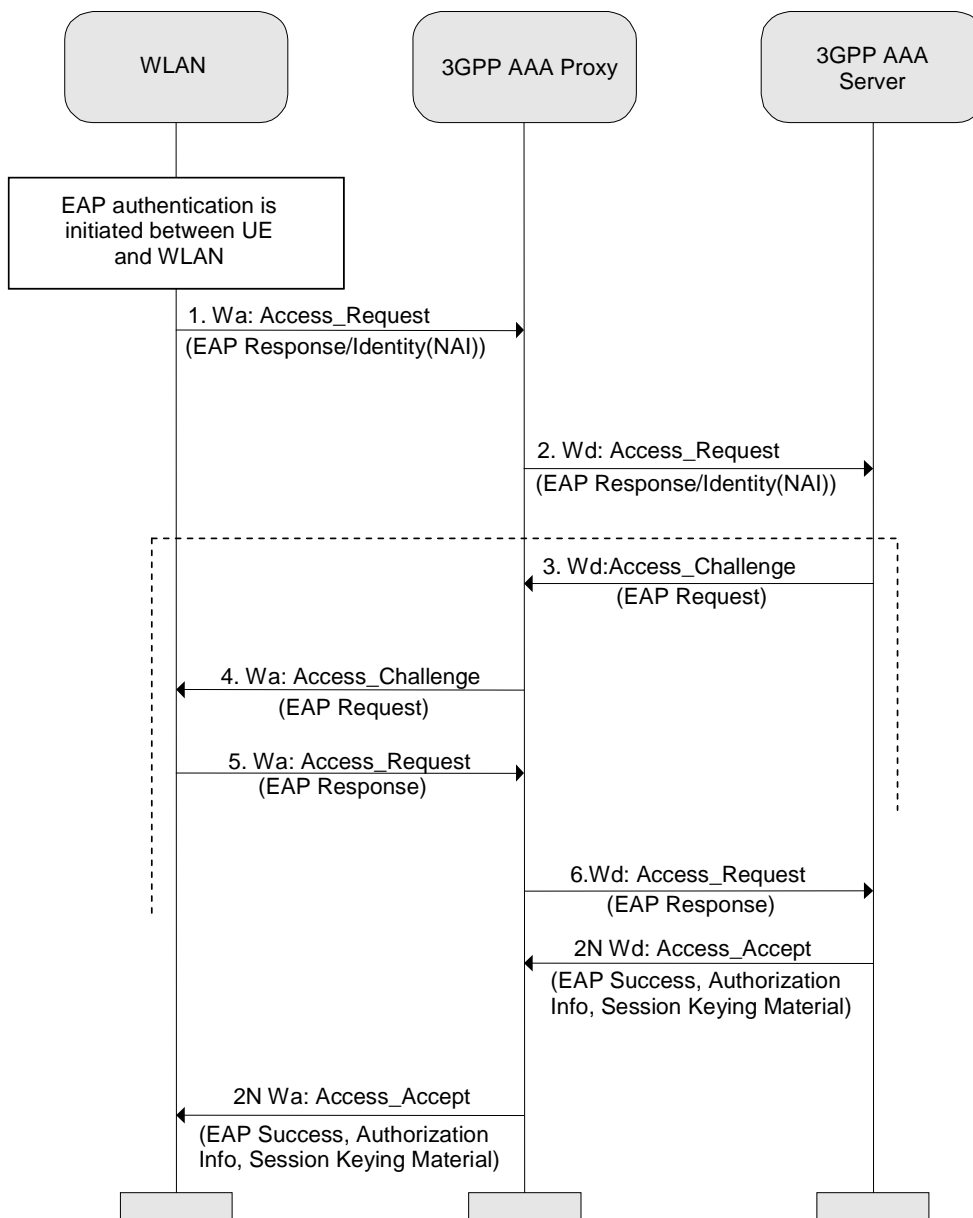 WLAN
3GPP AAA Proxy
3GPP AAA
Server
EAP authentication is
initiated between UE
and WLAN
1. Wa: Access_Request
(EAP Response/Identity(NAI))
2. Wd: Access_Request
(EAP Response/Identity(NAI))
3. Wd:Access_Challenge
(EAP Request)
4. Wa: Access_Challenge
(EAP Request)
5. Wa: Access_Request
(EAP Response)
6.Wd: Access_Request
(EAP Response)
2N Wd: Access_Accept
(EAP Success, Authorization
Info, Session Keying Material)
2N Wa: Access_Accept
(EAP Success, Authorization
Info, Session Keying Material)